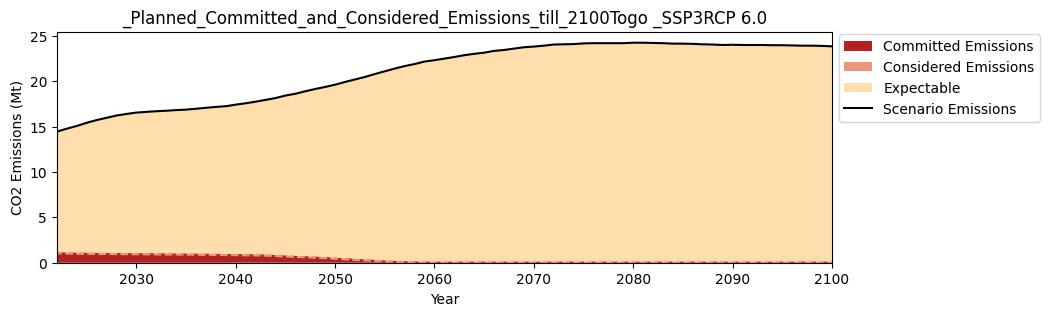 _Planned_Committed_and_Considered_Emissions_till_2100Togo _SSP3RCP 6.0
25
20
15
10
5
0
CO2 Emissions (Mt)
2030 2040 2050 2060 2070 2080 2090 2100
Year
Committed Emissions
Considered Emissions
Expectable
Scenario Emissions